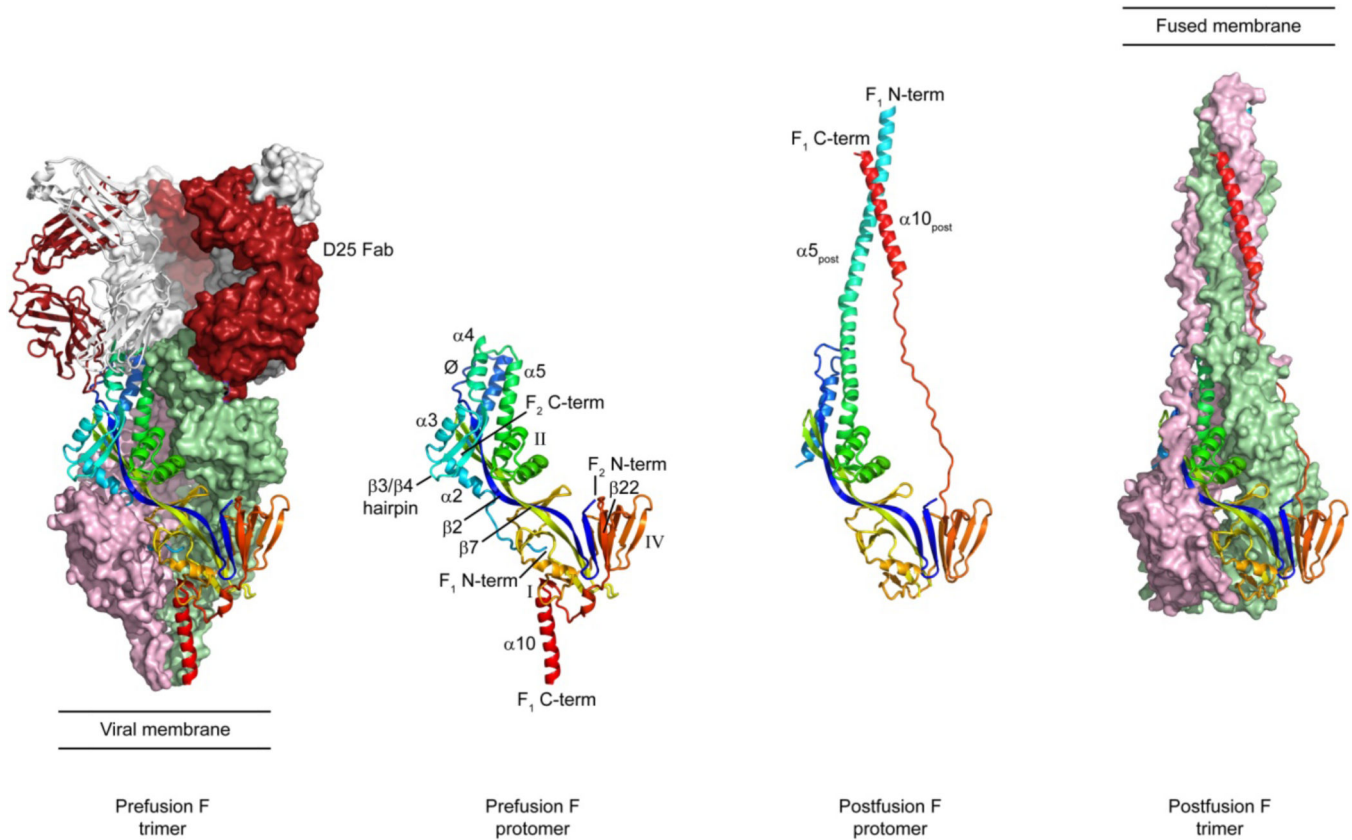 Fused membrane
F₁ N-term
F₁ C-term
α10post
α5post
D25 Fab
α4
Ø
α5
F₂ C-term
α3
II
F₂ N-term
β3/β4
hairpin
α2
β22
β2
β7
IV
F₁ N-term
I
α10
F₁ C-term
Viral membrane
Prefusion F
trimer
Prefusion F
protomer
Postfusion F
protomer
Postfusion F
trimer